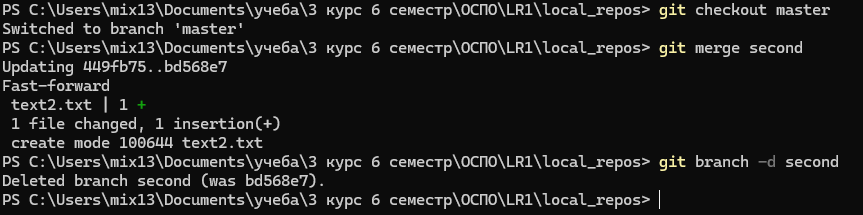 PS C:\Users\mix13\Documents\учеба\3 курс 6 семестр\ОСПО\LR1\local_repos> git checkout master
Switched to branch 'master'
PS C:\Users\mix13\Documents\учеба\3 курс 6 семестр\ОСПО\LR1\local_repos> git merge second
Updating 449fb75..bd568e7
Fast-forward
 text2.txt | 1 +
 1 file changed, 1 insertion(+)
 create mode 100644 text2.txt
PS C:\Users\mix13\Documents\учеба\3 курс 6 семестр\ОСПО\LR1\local_repos> git branch -d second
Deleted branch second (was bd568e7).
PS C:\Users\mix13\Documents\учеба\3 курс 6 семестр\ОСПО\LR1\local_repos>